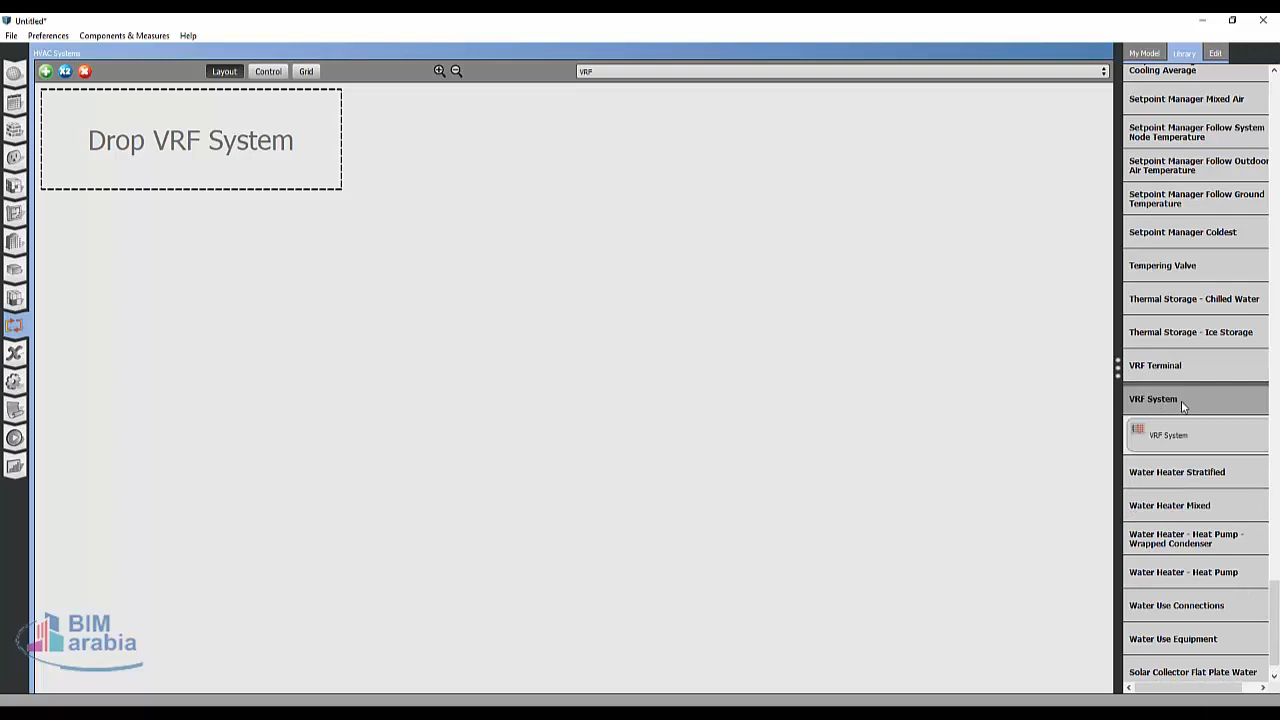 Untitled*
File Preferences Components & Measures Help
HVAC Systems
Layout Control Grid
VRF
My Model Library Edit
Drop VRF System
Cooling Average
Setpoint Manager Mixed Air
Setpoint Manager Follow System
Node Temperature
Setpoint Manager Follow Outdoor
Air Temperature
Setpoint Manager Follow Ground
Temperature
Setpoint Manager Coldest
Tempering Valve
Thermal Storage - Chilled Water
Thermal Storage - Ice Storage
VRF Terminal
VRF System
VRF System
Water Heater Stratified
Water Heater Mixed
Water Heater - Heat Pump -
Wrapped Condenser
Water Heater - Heat Pump
Water Use Connections
Water Use Equipment
Solar Collector Flat Plate Water
BIM
arabia